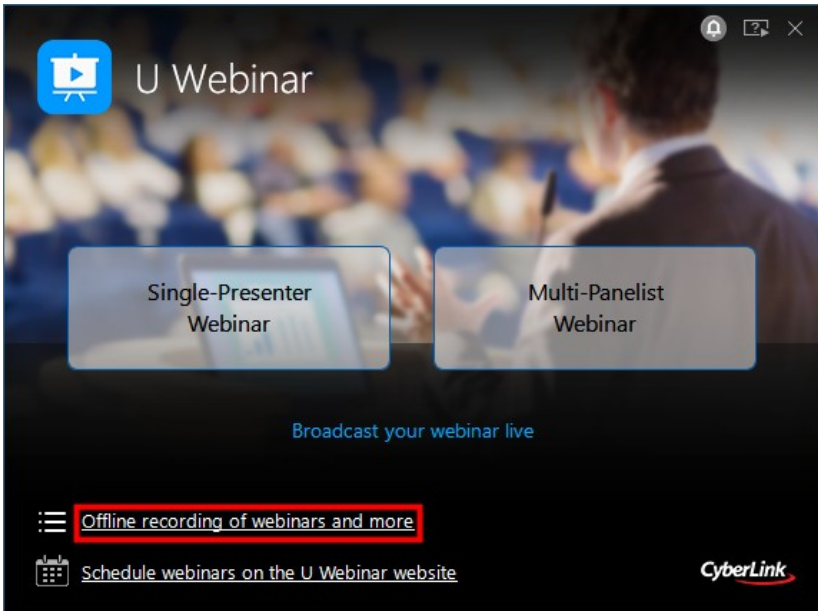 U Webinar
Single-Presenter
Webinar
Multi-Panelist
Webinar
Broadcast your webinar live
Offline recording of webinars and more
Schedule webinars on the U Webinar website
CyberLink